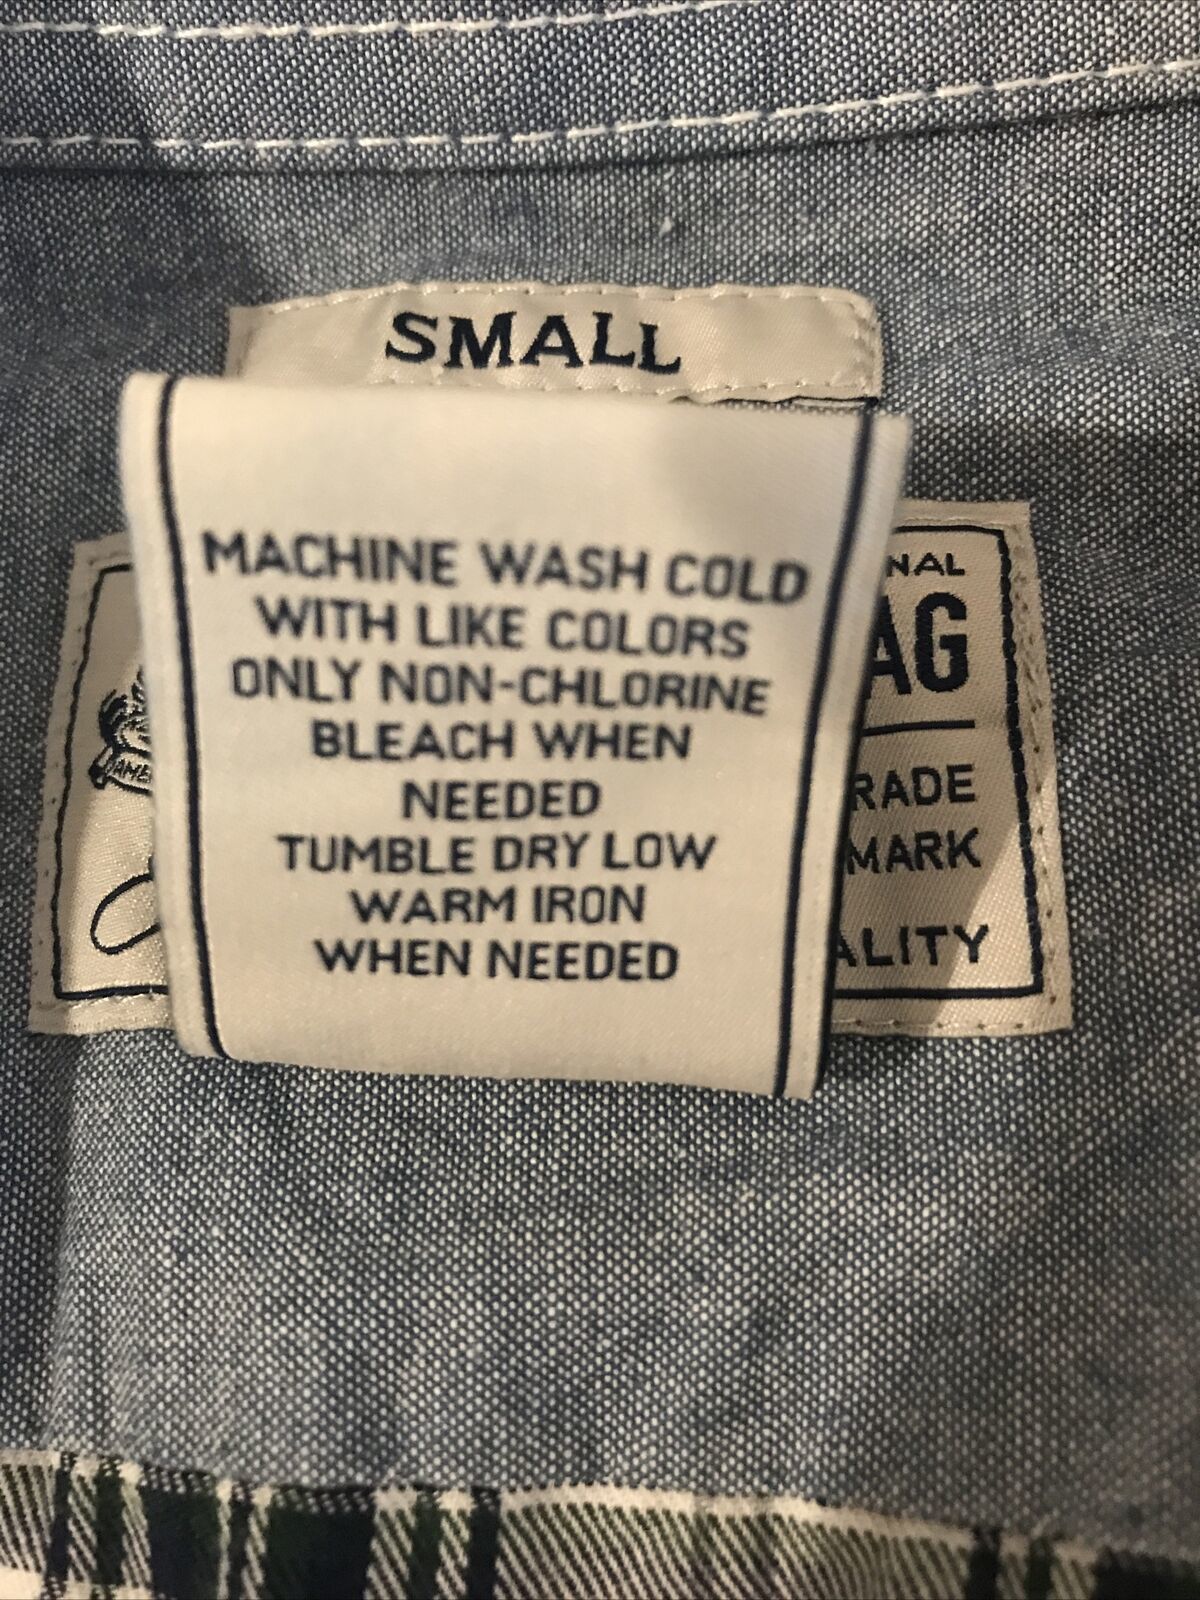 SMALL
MACHINE WASH COLD
WITH LIKE COLORS
ONLY NON-CHLORINE
BLEACH WHEN
NEEDED
TUMBLE DRY LOW
WARM IRON
WHEN NEEDED
NAL
AG
RADE
MARK
ALITY
AME